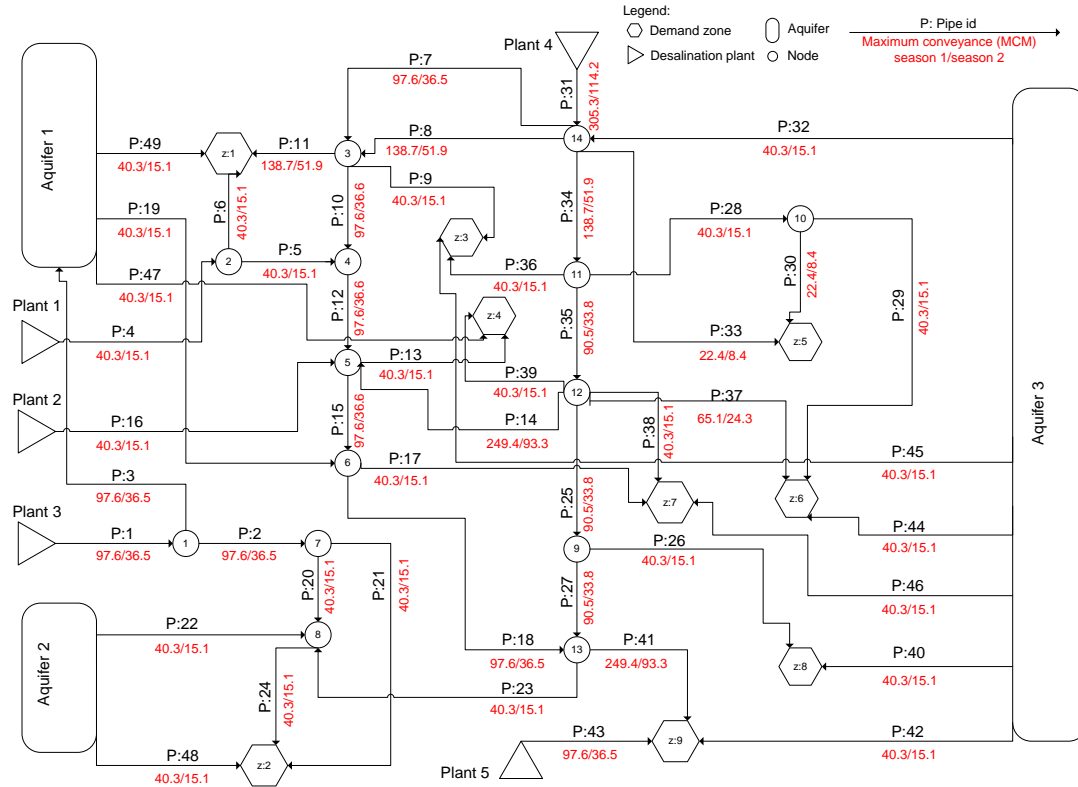 Legend:
Demand zone
Aquifer
P: Pipe id
Desalination plant
Node
Maximum conveyance (MCM)
season 1/season 2
Plant 4
P:7
97.6/36.5
P:31
305.3/114.2
Aquifer 1
P:49
40.3/15.1
z:1
P:11
138.7/51.9
3
P:8
138.7/51.9
14
P:32
40.3/15.1
P:9
40.3/15.1
P:6
40.3/15.1
P:10
97.6/36.6
P:34
138.7/51.9
P:19
40.3/15.1
P:28
40.3/15.1
10
z:3
2
P:5
40.3/15.1
4
P:36
40.3/15.1
11
P:30
22.4/8.4
P:29
40.3/15.1
P:47
40.3/15.1
P:12
97.6/36.6
P:35
90.5/33.8
Plant 1
z:4
P:4
40.3/15.1
P:33
22.4/8.4
z:5
5
P:13
40.3/15.1
P:39
40.3/15.1
12
P:37
65.1/24.3
Plant 2
P:16
40.3/15.1
P:15
97.6/36.6
P:14
249.4/93.3
P:38
40.3/15.1
Aquifer 3
6
P:17
40.3/15.1
P:45
40.3/15.1
P:3
97.6/36.5
z:7
z:6
P:25
90.5/33.8
Plant 3
P:1
97.6/36.5
1
P:2
97.6/36.5
7
P:44
40.3/15.1
9
P:26
40.3/15.1
P:20
40.3/15.1
P:21
40.3/15.1
P:27
90.5/33.8
P:46
40.3/15.1
Aquifer 2
P:22
40.3/15.1
8
P:18
97.6/36.5
13
P:41
249.4/93.3
P:40
40.3/15.1
z:8
P:24
40.3/15.1
P:23
40.3/15.1
P:48
40.3/15.1
z:2
P:43
97.6/36.5
z:9
P:42
40.3/15.1
Plant 5